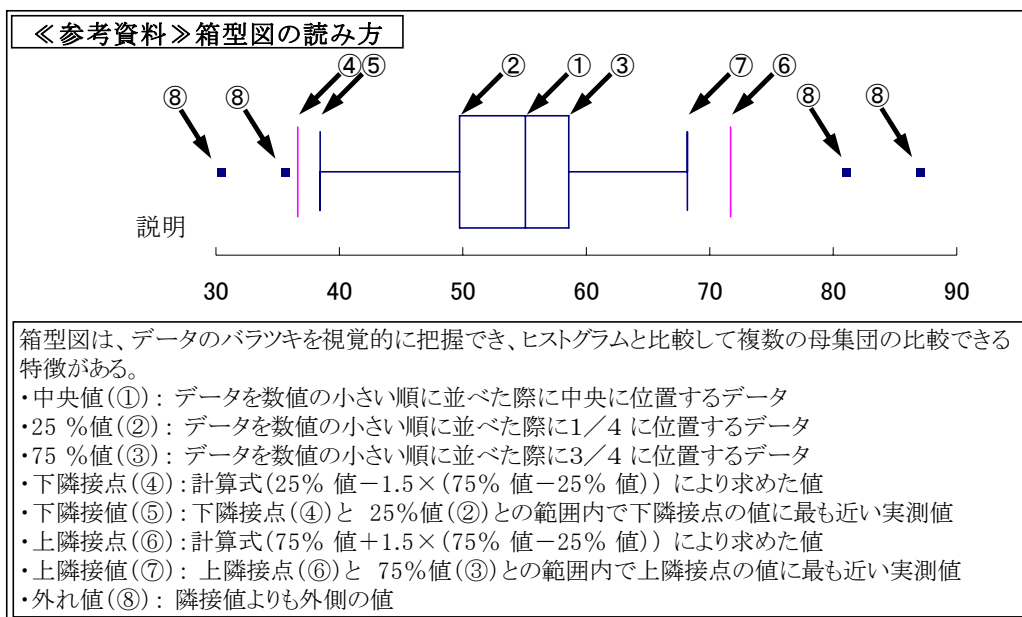 ≪参考資料≫箱型図の読み方
⑧ ⑧ ④⑤ ② ① ③ ⑦ ⑥ ⑧ ⑧
説明
30 40 50 60 70 80 90
箱型図は、データのバラツキを視覚的に把握でき、ヒストグラムと比較して複数の母集団の比較できる
特徴がある。
・中央値(①)： データを数値の小さい順に並べた際に中央に位置するデータ
・25 %値(②)： データを数値の小さい順に並べた際に1／4 に位置するデータ
・75 %値(③)： データを数値の小さい順に並べた際に3／4 に位置するデータ
・下隣接点(④)：計算式(25% 値－1.5×(75% 値－25% 値)) により求めた値
・下隣接値(⑤)：下隣接点(④)と 25%値(②)との範囲内で下隣接点の値に最も近い実測値
・上隣接点(⑥)：計算式(75% 値＋1.5×(75% 値－25% 値)) により求めた値
・上隣接値(⑦)： 上隣接点(⑥)と 75%値(③)との範囲内で上隣接点の値に最も近い実測値
・外れ値(⑧)： 隣接値よりも外側の値